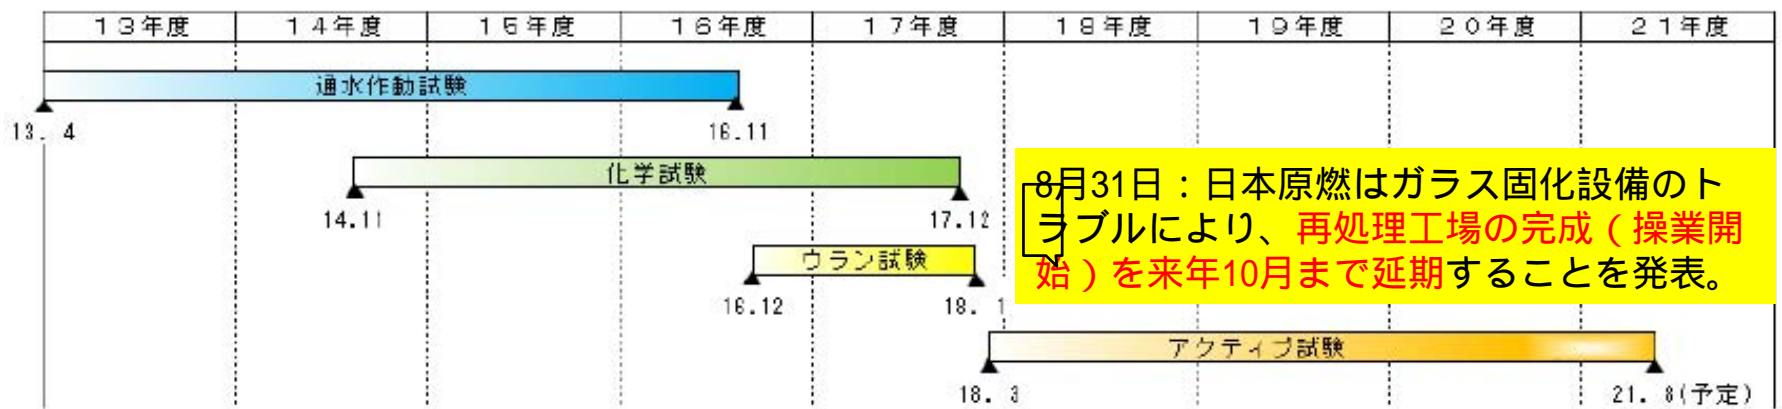 13年度 14年度 15年度 16年度 17年度 18年度 19年度 20年度 21年度
通水作動試験
13. 4 16.11
化学試験
14.11 17.12
ウラン試験
16.12 18. 1
8月31日：日本原燃はガラス固化設備のト
ラブルにより、再処理工場の完成（操業開
始）を来年10月まで延期することを発表。
アクティブ試験
18. 3 21. 8(予定)